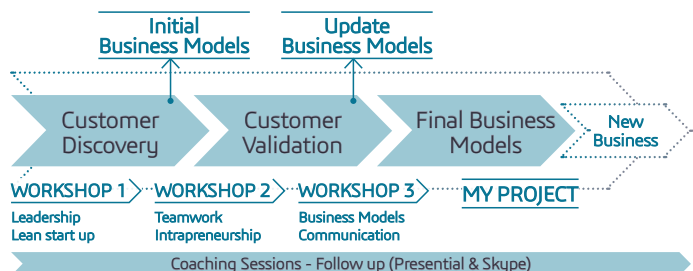 Initial
Business Models
Update
Business Models
Customer
Discovery
Customer
Validation
Final Business
Models
New
Business
WORKSHOP 1
Leadership
Lean start up
WORKSHOP 2
Teamwork
Intrapreneurship
WORKSHOP 3
Business Models
Communication
MY PROJECT
Coaching Sessions - Follow up (Presential & Skype)